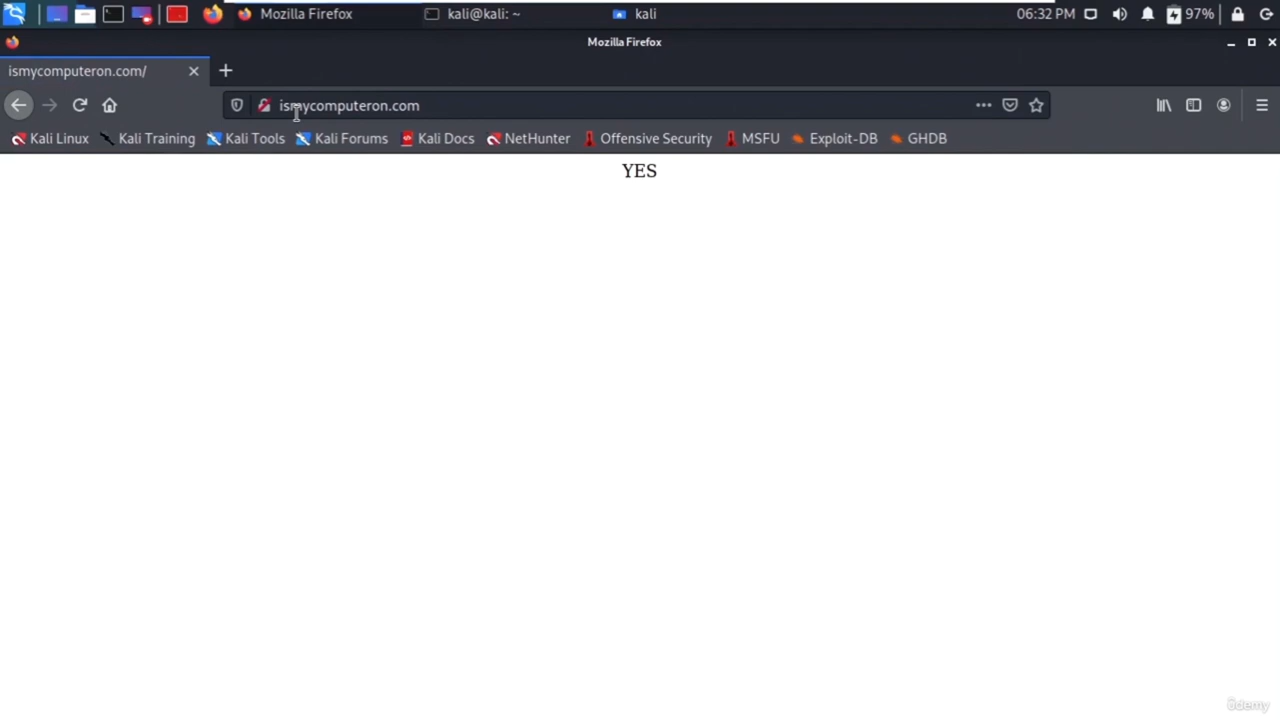 Mozilla Firefox kali@kali: ~ kali 06:32 PM 97%
Mozilla Firefox
ismycomputeron.com/
ismycomputeron.com
Kali Linux Kali Training Kali Tools Kali Forums Kali Docs NetHunter Offensive Security MSFU Exploit-DB GHDB
YES
ûdemy